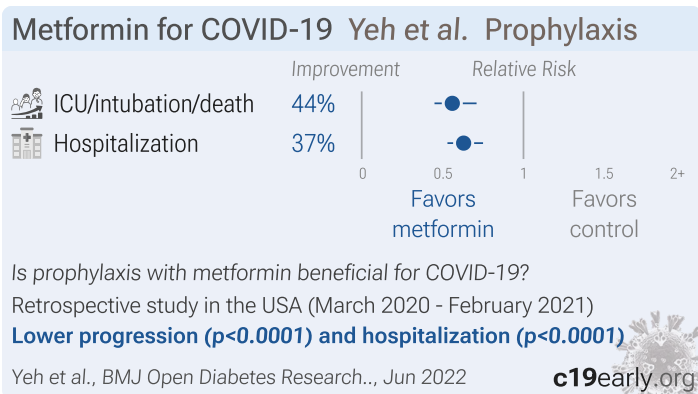 Metformin for COVID-19 Yeh et al. Prophylaxis
Improvement Relative Risk
ICU/intubation/death 44%
Hospitalization 37%
0 0.5 1 1.5 2+
Favors metformin
Favors control
Is prophylaxis with metformin beneficial for COVID-19?
Retrospective study in the USA (March 2020 - February 2021)
Lower progression (p<0.0001) and hospitalization (p<0.0001)
Yeh et al., BMJ Open Diabetes Research.., Jun 2022 c19early.org